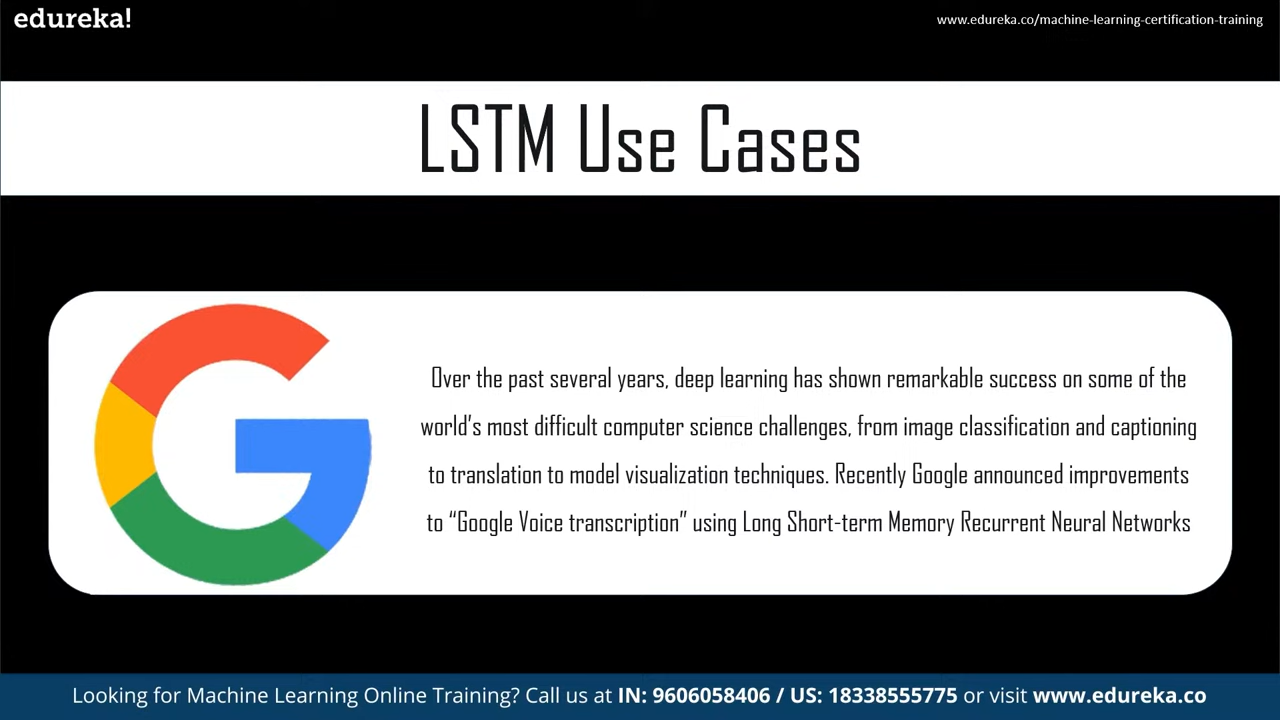 edureka!
www.edureka.co/machine-learning-certification-training
LSTM Use Cases
Over the past several years, deep learning has shown remarkable success on some of the
world's most difficult computer science challenges, from image classification and captioning
to translation to model visualization techniques. Recently Google announced improvements
to “Google Voice transcription” using Long Short-term Memory Recurrent Neural Networks
Looking for Machine Learning Online Training? Call us at IN: 9606058406 / US: 18338555775 or visit www.edureka.co